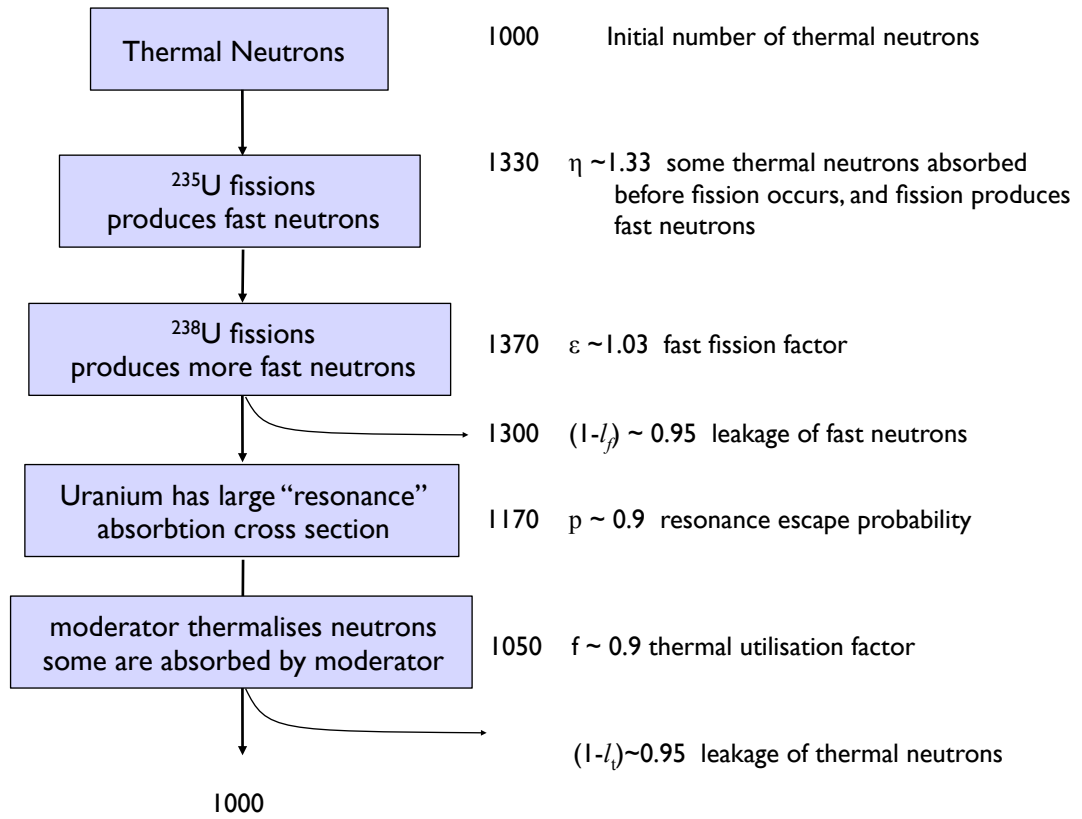 Thermal Neutrons
1000 Initial number of thermal neutrons
²³⁵U fissions
produces fast neutrons
1330 η ~1.33 some thermal neutrons absorbed
before fission occurs, and fission produces
fast neutrons
²³⁸U fissions
produces more fast neutrons
1370 ε ~1.03 fast fission factor
1300 (1-l_f) ~ 0.95 leakage of fast neutrons
Uranium has large “resonance”
absorbtion cross section
1170 p ~ 0.9 resonance escape probability
moderator thermalises neutrons
some are absorbed by moderator
1050 f ~ 0.9 thermal utilisation factor
(1-l_t)~0.95 leakage of thermal neutrons
1000